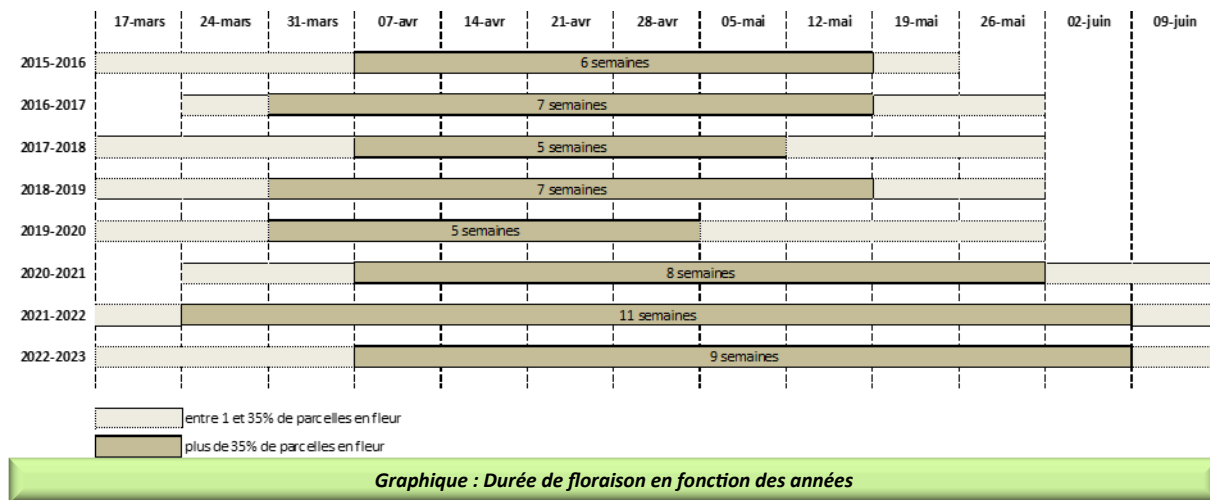 17-mars 24-mars 31-mars 07-avr 14-avr 21-avr 28-avr 05-mai 12-mai 19-mai 26-mai 02-juin 09-juin
2015-2016 6 semaines
2016-2017 7 semaines
2017-2018 5 semaines
2018-2019 7 semaines
2019-2020 5 semaines
2020-2021 8 semaines
2021-2022 11 semaines
2022-2023 9 semaines
entre 1 et 35% de parcelles en fleur
plus de 35% de parcelles en fleur
Graphique : Durée de floraison en fonction des années